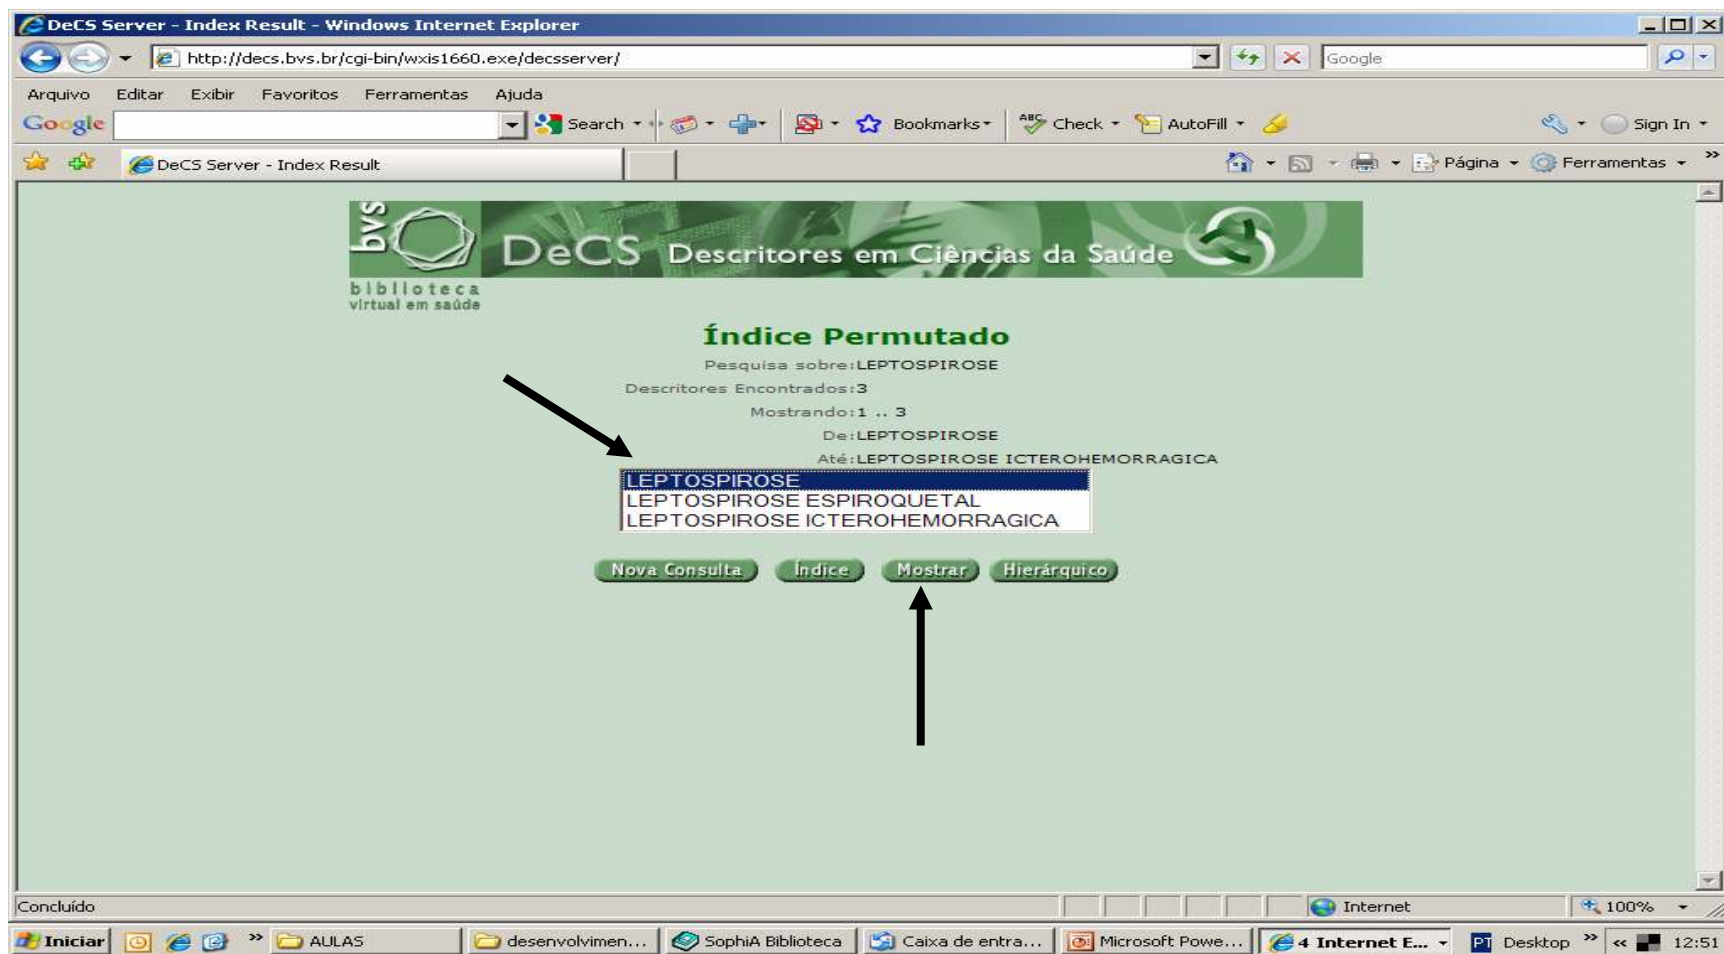 DeCS Server - Index Result - Windows Internet Explorer
http://decs.bvs.br/cgi-bin/wxis1660.exe/decsserver/
Google
Arquivo Editar Exibir Favoritos Ferramentas Ajuda
Google Search Bookmarks ABC Check AutoFill Sign In
DeCS Server - Index Result Página Ferramentas
bvs
DeCS Descritores em Ciências da Saúde
biblioteca
virtual em saúde
Índice Permutado
Pesquisa sobre:LEPTOSPIROSE
Descritores Encontrados:3
Mostrando:1 .. 3
De:LEPTOSPIROSE
Até:LEPTOSPIROSE ICTEROHEMORRAGICA
LEPTOSPIROSE
LEPTOSPIROSE ESPIROQUETAL
LEPTOSPIROSE ICTEROHEMORRAGICA
Nova Consulta Índice Mostrar Hierárquico
Concluído Internet 100%
Iniciar AULAS desenvolvimen... SophiA Biblioteca Caixa de entra... Microsoft Powe... 4 Internet E... PT Desktop 12:51